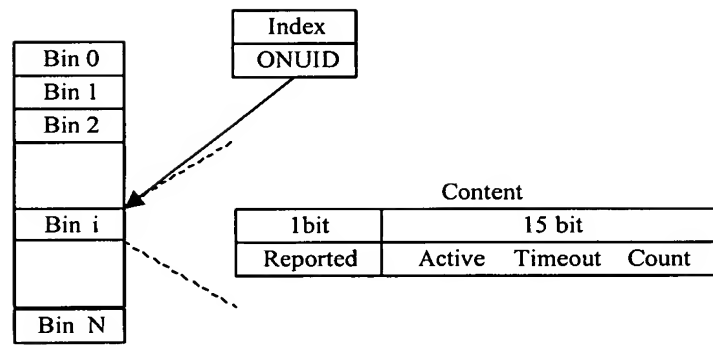 Index
ONUID
Bin 0
Bin 1
Bin 2
Bin i
Bin N
Content
1bit 15 bit
Reported Active Timeout Count